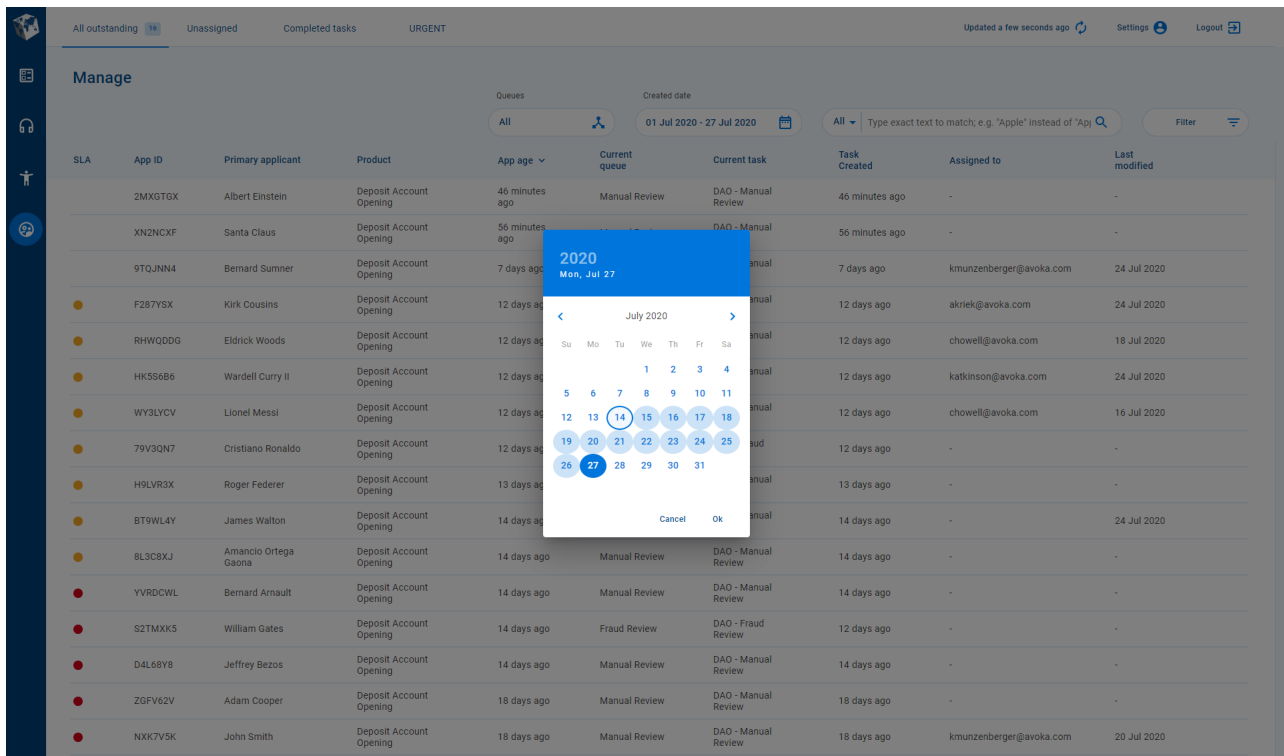 All outstanding 16 Unassigned Completed tasks URGENT Updated a few seconds ago Settings Logout
Manage
Queues Created date
All 01 Jul 2020 - 27 Jul 2020 All Type exact text to match; e.g. "Apple" instead of "Ap Filter
SLA App ID Primary applicant Product App age Current queue Current task Task Created Assigned to Last modified
2MXGTGX Albert Einstein Deposit Account Opening 46 minutes ago Manual Review DAO - Manual Review 46 minutes ago - -
XN2NCXF Santa Claus Deposit Account Opening 56 minutes ago DAO - Manual 56 minutes ago - -
9TQJNN4 Bernard Sumner Deposit Account Opening 7 days ago 7 days ago kmunzenberger@avoka.com 24 Jul 2020
F287YSX Kirk Cousins Deposit Account Opening 12 days 12 days ago akriek@avoka.com 24 Jul 2020
RHWQDDG Eldrick Woods Deposit Account Opening 12 days 12 days ago chowell@avoka.com 18 Jul 2020
HK5S6B6 Wardell Curry II Deposit Account Opening 12 days 12 days ago katkinson@avoka.com 24 Jul 2020
WY3LYCV Lionel Messi Deposit Account Opening 12 days 12 days ago chowell@avoka.com 16 Jul 2020
79V3QN7 Cristiano Ronaldo Deposit Account Opening 12 days 12 days ago - -
H9LVR3X Roger Federer Deposit Account Opening 13 days 13 days ago - -
BT9WL4Y James Walton Deposit Account Opening 14 days 14 days ago - 24 Jul 2020
8L3C8XJ Amancio Ortega Gaona Deposit Account Opening 14 days ago Manual Review DAO - Manual Review 14 days ago - -
YVRDCWL Bernard Arnault Deposit Account Opening 14 days ago Manual Review DAO - Manual Review 14 days ago - -
S2TMXK5 William Gates Deposit Account Opening 14 days ago Fraud Review DAO - Fraud Review 12 days ago - -
D4L68Y8 Jeffrey Bezos Deposit Account Opening 14 days ago Manual Review DAO - Manual Review 14 days ago - -
ZGFV62V Adam Cooper Deposit Account Opening 18 days ago Manual Review DAO - Manual Review 18 days ago - -
NXK7V5K John Smith Deposit Account Opening 18 days ago Manual Review DAO - Manual Review 18 days ago kmunzenberger@avoka.com 20 Jul 2020
2020
Mon, Jul 27
July 2020
Su Mo Tu We Th Fr Sa
1 2 3 4
5 6 7 8 9 10 11
12 13 14 15 16 17 18
19 20 21 22 23 24 25
26 27 28 29 30 31
Cancel Ok